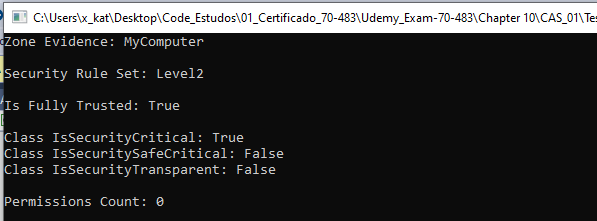 C:\Users\x_kat\Desktop\Code_Estudos\01_Certificado_70-483\Udemy_Exam-70-483\Chapter 10\CAS_01\Tes
Zone Evidence: MyComputer
Security Rule Set: Level2
Is Fully Trusted: True
Class IsSecurityCritical: True
Class IsSecuritySafeCritical: False
Class IsSecurityTransparent: False
Permissions Count: 0